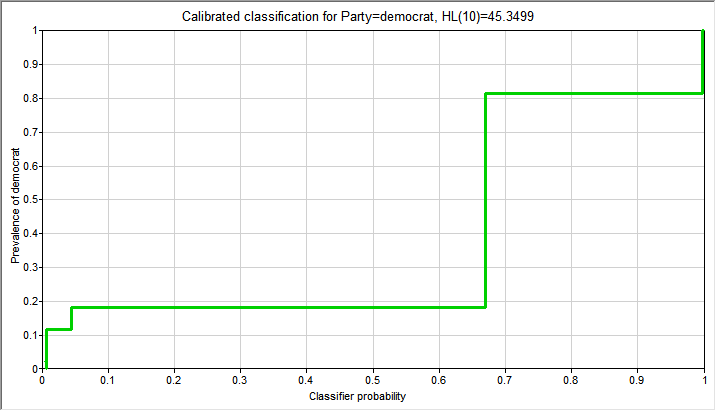 Calibrated classification for Party=democrat, HL(10)=45.3499
Prevalence of democrat
1
0.9
0.8
0.7
0.6
0.5
0.4
0.3
0.2
0.1
0
0 0.1 0.2 0.3 0.4 0.5 0.6 0.7 0.8 0.9 1
Classifier probability